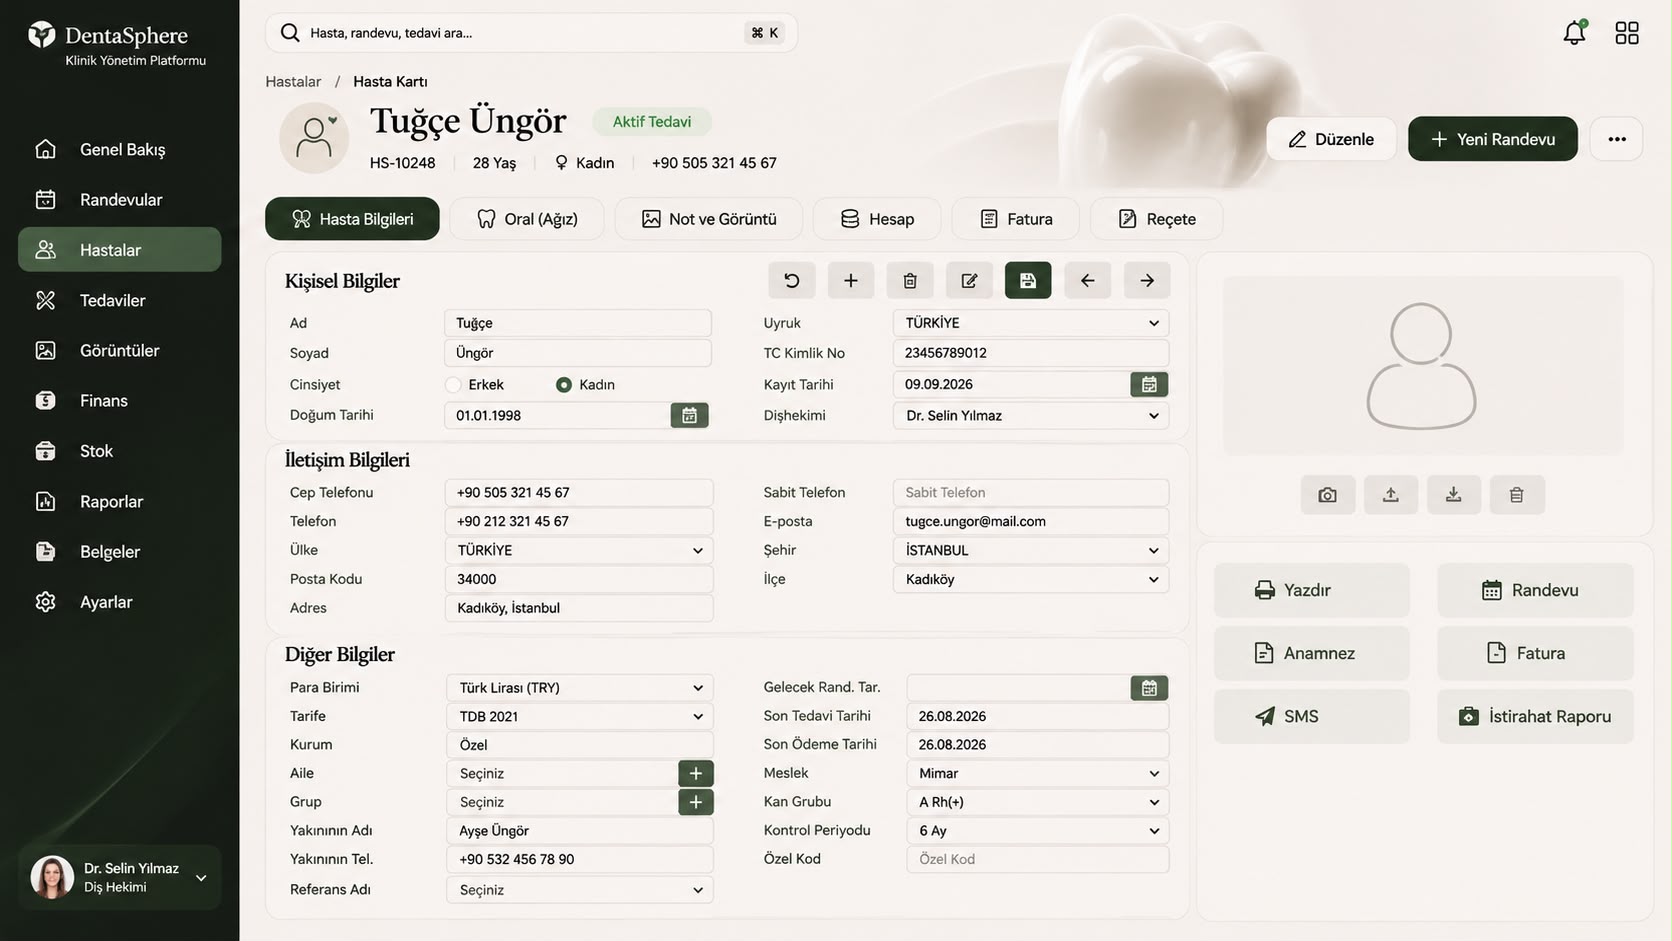 DentaSphere
Klinik Yönetim Platformu
Genel Bakış
Randevular
Hastalar
Tedaviler
Görüntüler
Finans
Stok
Raporlar
Belgeler
Ayarlar
Dr. Selin Yılmaz
Diş Hekimi
Hasta, randevu, tedavi ara... ⌘ K
Hastalar / Hasta Kartı
Tuğçe Üngör Aktif Tedavi
HS-10248 28 Yaş Kadın +90 505 321 45 67
Düzenle + Yeni Randevu
Hasta Bilgileri Oral (Ağız) Not ve Görüntü Hesap Fatura Reçete
Kişisel Bilgiler
Ad Tuğçe Uyruk TÜRKİYE
Soyad Üngör TC Kimlik No 23456789012
Cinsiyet Erkek Kadın Kayıt Tarihi 09.09.2026
Doğum Tarihi 01.01.1998 Dişhekimi Dr. Selin Yılmaz
İletişim Bilgileri
Cep Telefonu +90 505 321 45 67 Sabit Telefon Sabit Telefon
Telefon +90 212 321 45 67 E-posta tugce.ungor@mail.com
Ülke TÜRKİYE Şehir İSTANBUL
Posta Kodu 34000 İlçe Kadıköy
Adres Kadıköy, İstanbul
Diğer Bilgiler
Para Birimi Türk Lirası (TRY) Gelecek Rand. Tar.
Tarife TDB 2021 Son Tedavi Tarihi 26.08.2026
Kurum Özel Son Ödeme Tarihi 26.08.2026
Aile Seçiniz Meslek Mimar
Grup Seçiniz Kan Grubu A Rh(+)
Yakınının Adı Ayşe Üngör Kontrol Periyodu 6 Ay
Yakınının Tel. +90 532 456 78 90 Özel Kod Özel Kod
Referans Adı Seçiniz
Yazdır Randevu
Anamnez Fatura
SMS İstirahat Raporu